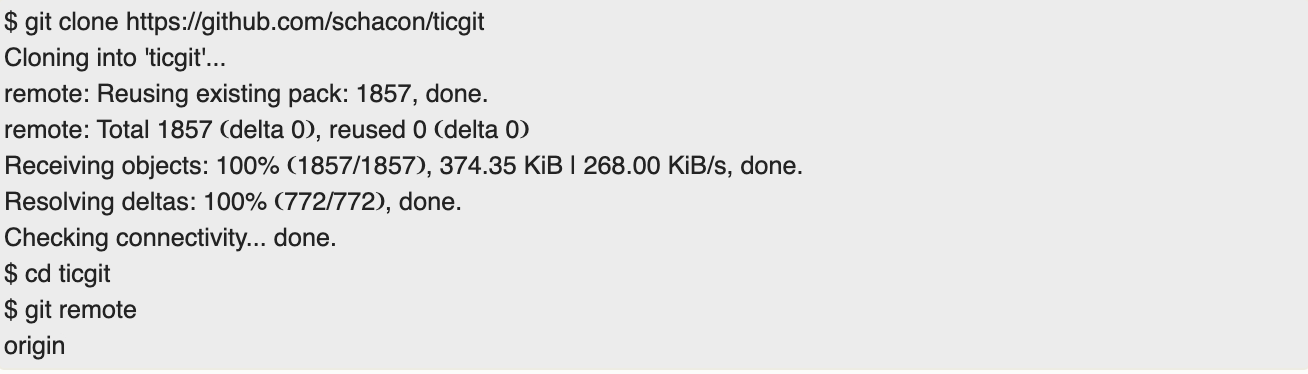 $ git clone https://github.com/schacon/ticgit
Cloning into 'ticgit'...
remote: Reusing existing pack: 1857, done.
remote: Total 1857 (delta 0), reused 0 (delta 0)
Receiving objects: 100% (1857/1857), 374.35 KiB | 268.00 KiB/s, done.
Resolving deltas: 100% (772/772), done.
Checking connectivity... done.
$ cd ticgit
$ git remote
origin